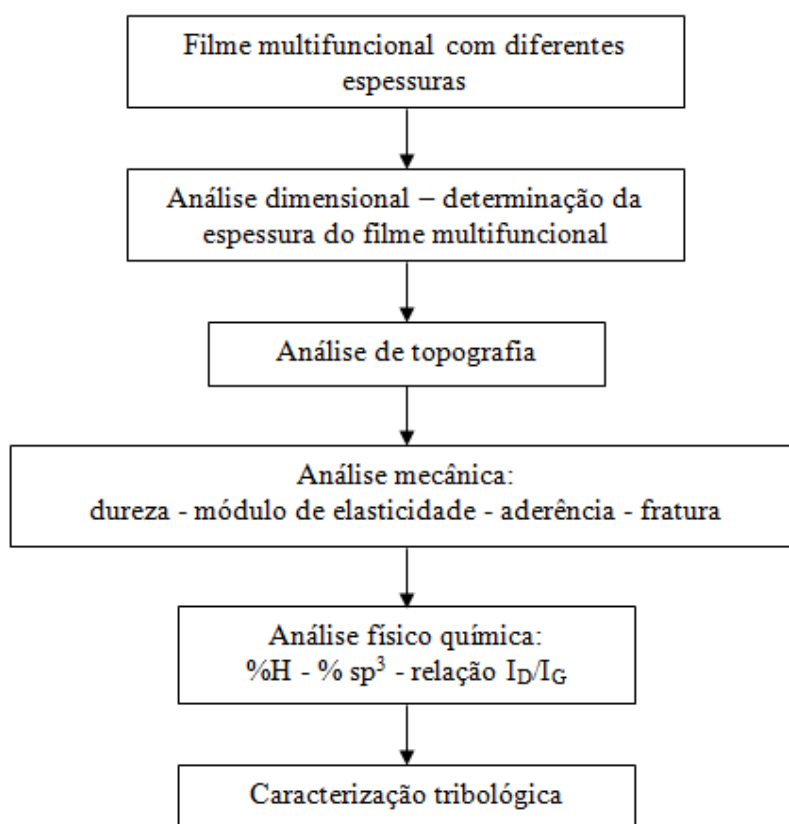 Filme multifuncional com diferentes
espessuras
Análise dimensional – determinação da
espessura do filme multifuncional
Análise de topografia
Análise mecânica:
dureza - módulo de elasticidade - aderência - fratura
Análise físico química:
%H - % sp³ - relação I_D/I_G
Caracterização tribológica